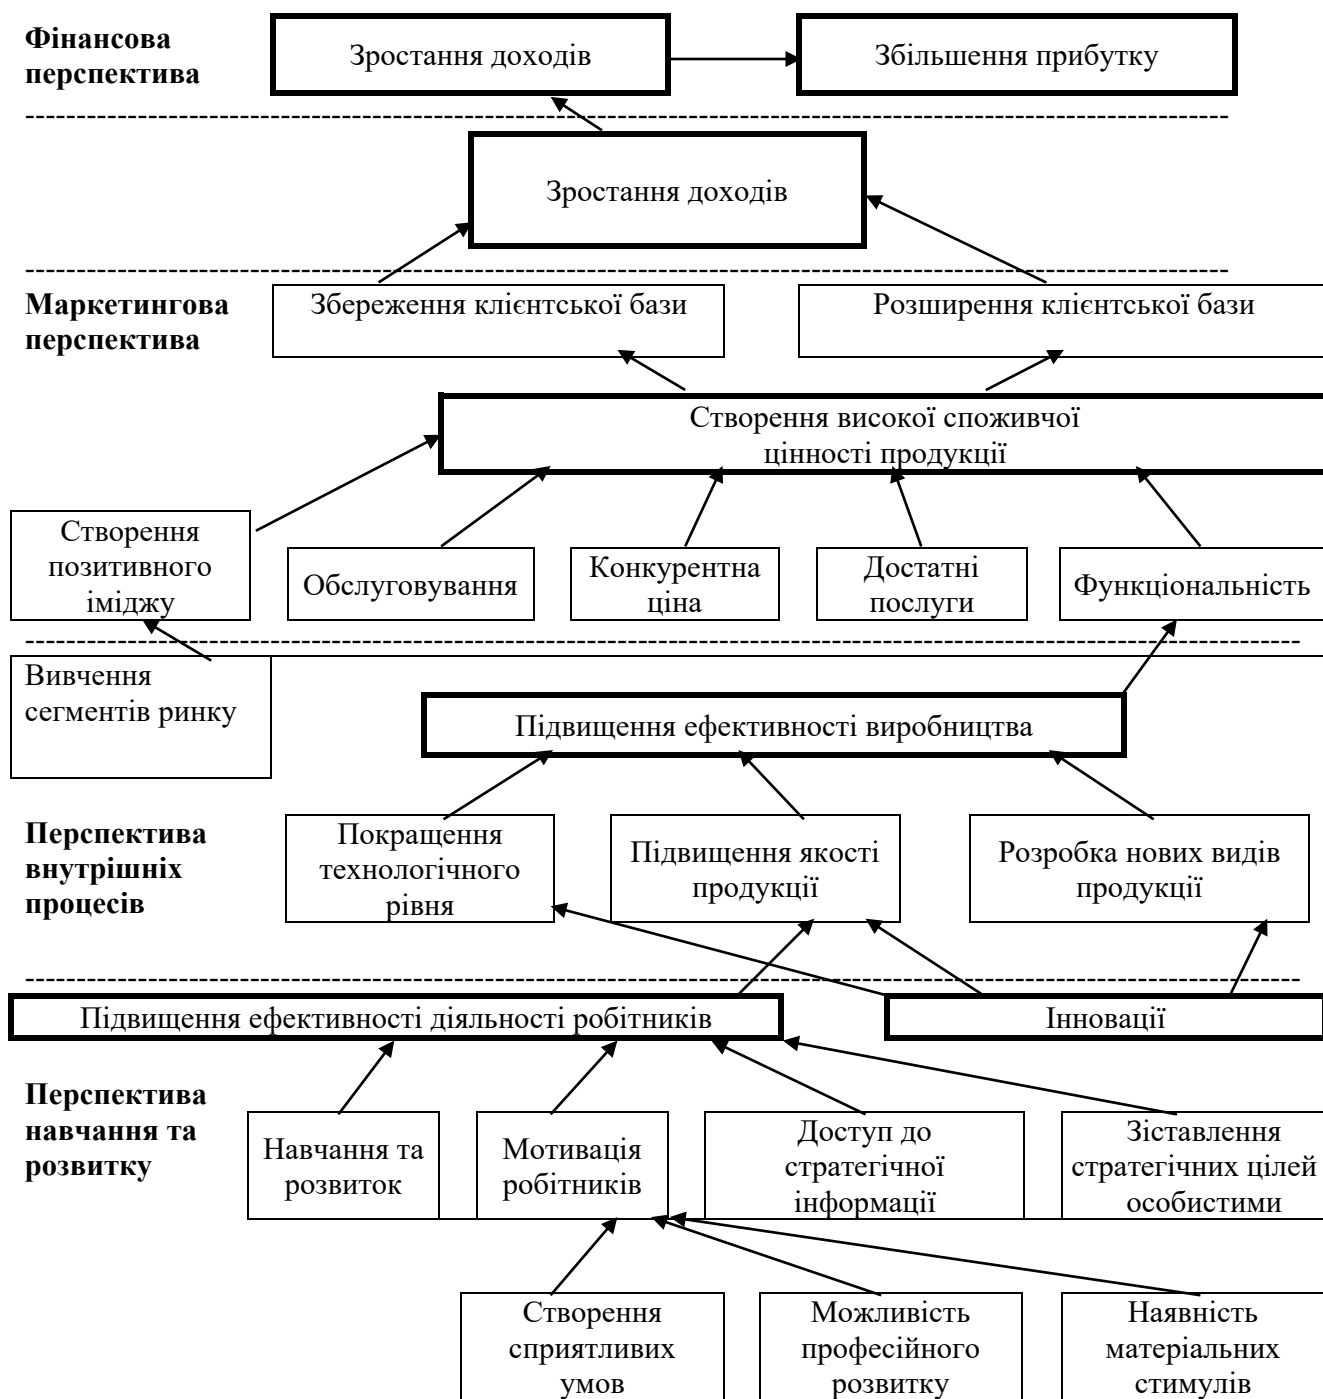 Фінансова
перспектива
Зростання доходів
Збільшення прибутку
Зростання доходів
Маркетингова
перспектива
Збереження клієнтської бази
Розширення клієнтської бази
Створення високої споживчої
цінності продукції
Створення
позитивного
іміджу
Обслуговування
Конкурентна
ціна
Достатні
послуги
Функціональність
Вивчення
сегментів ринку
Підвищення ефективності виробництва
Перспектива
внутрішніх
процесів
Покращення
технологічного
рівня
Підвищення якості
продукції
Розробка нових видів
продукції
Підвищення ефективності діяльності робітників
Інновації
Перспектива
навчання та
розвитку
Навчання та
розвиток
Мотивація
робітників
Доступ до
стратегічної
інформації
Зіставлення
стратегічних цілей
особистими
Створення
сприятливих
умов
Можливість
професійного
розвитку
Наявність
матеріальних
стимулів